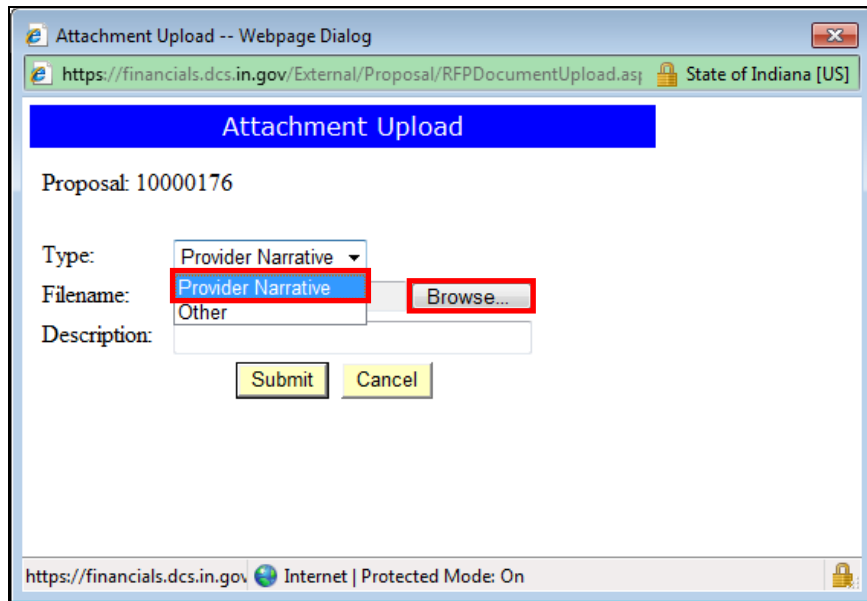 Attachment Upload -- Webpage Dialog
https://financials.dcs.in.gov/External/Proposal/RFPDocumentUpload.asp State of Indiana [US]
Attachment Upload
Proposal: 10000176
Type: Provider Narrative
Provider Narrative
Filename: Browse...
Other
Description:
Submit Cancel
https://financials.dcs.in.gov Internet | Protected Mode: On